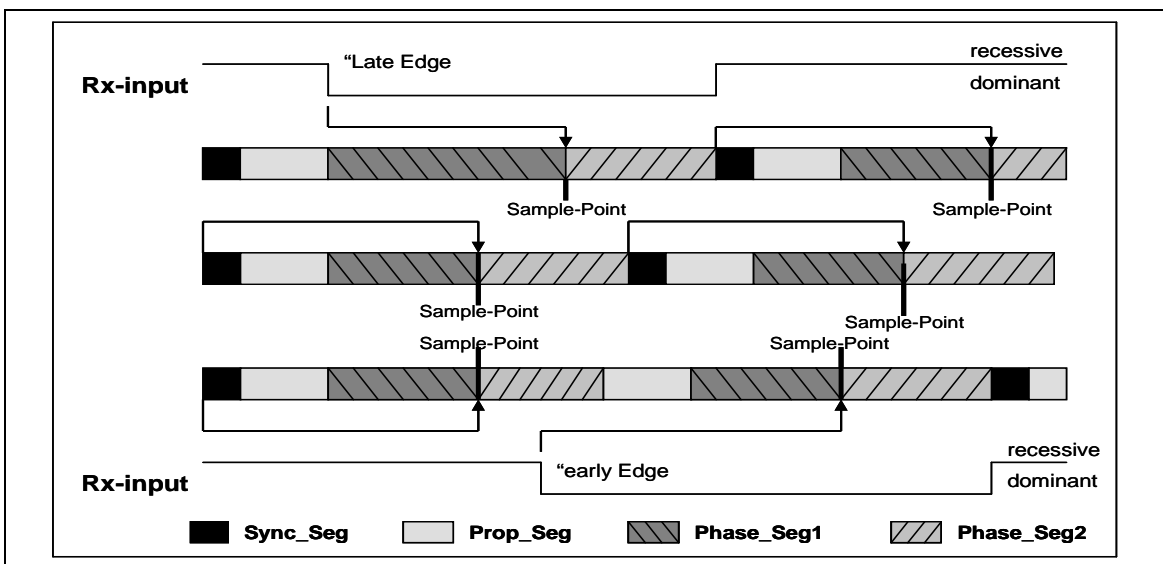 recessive
“Late Edge
Rx-input
dominant
Sample-Point
Sample-Point
Sample-Point
Sample-Point
Sample-Point
Sample-Point
recessive
“early Edge
Rx-input
dominant
Sync_Seg
Prop_Seg
Phase_Seg1
Phase_Seg2